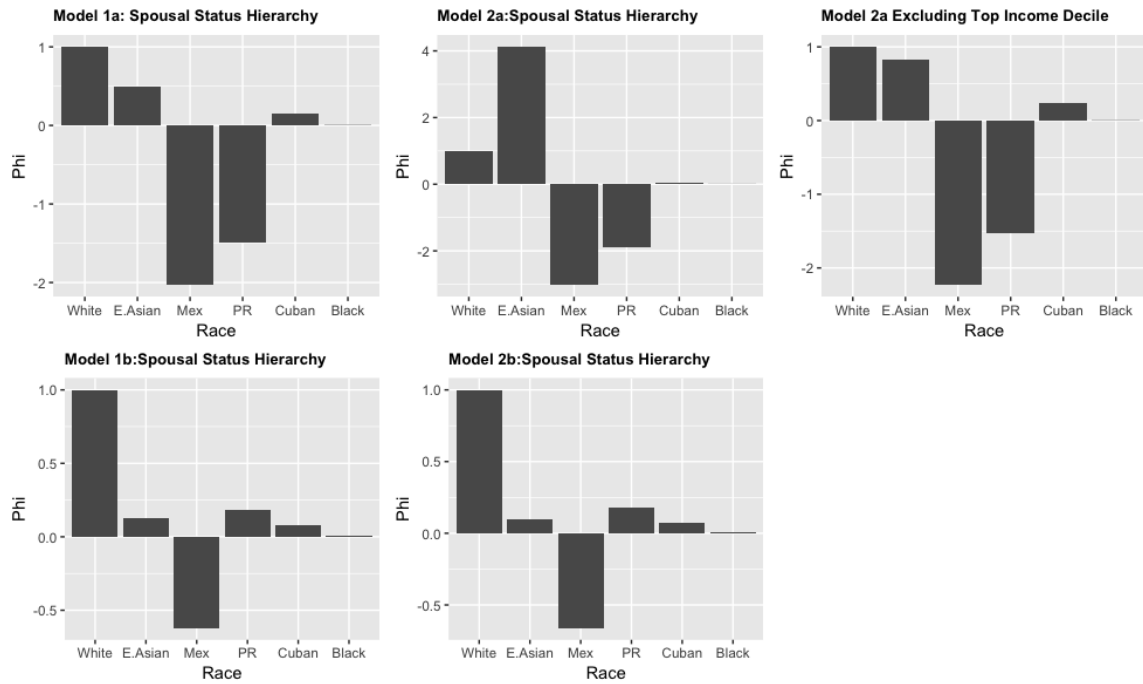 Model 1a: Spousal Status Hierarchy
1
0
-1
-2
Phi
White E.Asian Mex PR Cuban Black
Race
Model 2a:Spousal Status Hierarchy
4
2
0
-2
Phi
White E.Asian Mex PR Cuban Black
Race
Model 2a Excluding Top Income Decile
1
0
-1
-2
Phi
White E.Asian Mex PR Cuban Black
Race
Model 1b:Spousal Status Hierarchy
1.0
0.5
0.0
-0.5
Phi
White E.Asian Mex PR Cuban Black
Race
Model 2b:Spousal Status Hierarchy
1.0
0.5
0.0
-0.5
Phi
White E.Asian Mex PR Cuban Black
Race